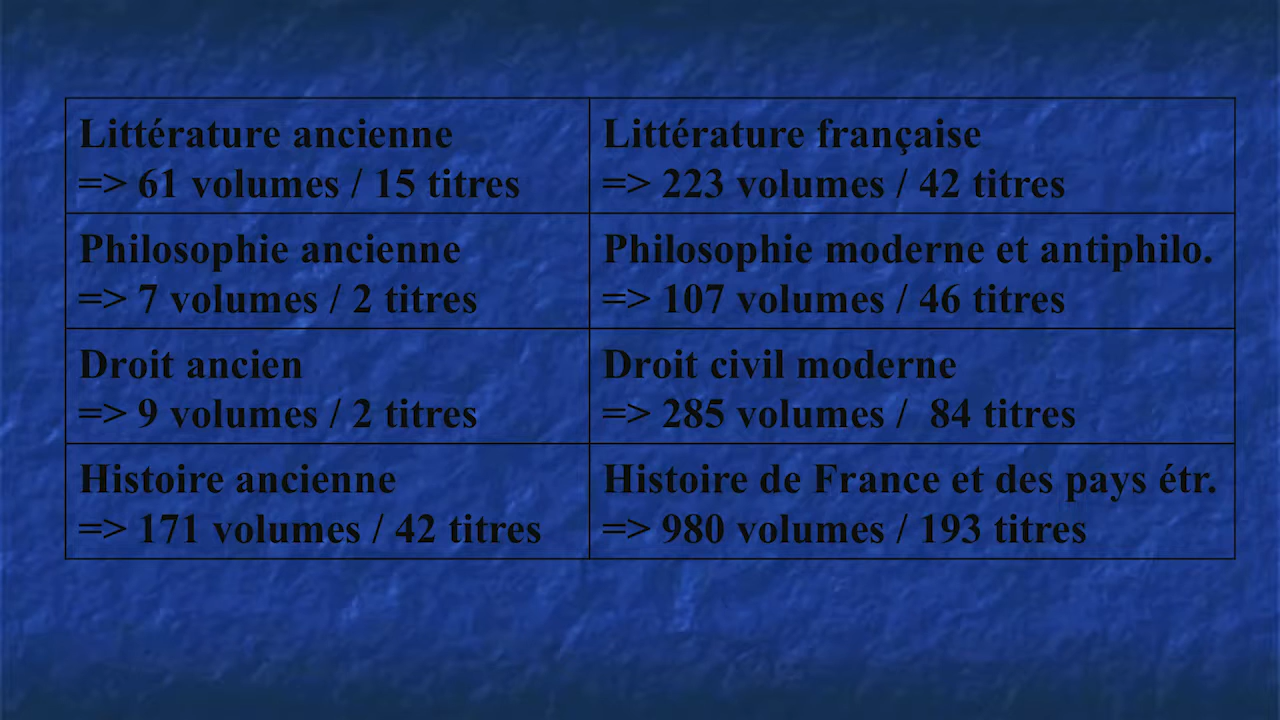 Littérature ancienne
=> 61 volumes / 15 titres
Littérature française
=> 223 volumes / 42 titres
Philosophie ancienne
=> 7 volumes / 2 titres
Philosophie moderne et antiphilo.
=> 107 volumes / 46 titres
Droit ancien
=> 9 volumes / 2 titres
Droit civil moderne
=> 285 volumes /  84 titres
Histoire ancienne
=> 171 volumes / 42 titres
Histoire de France et des pays étr.
=> 980 volumes / 193 titres